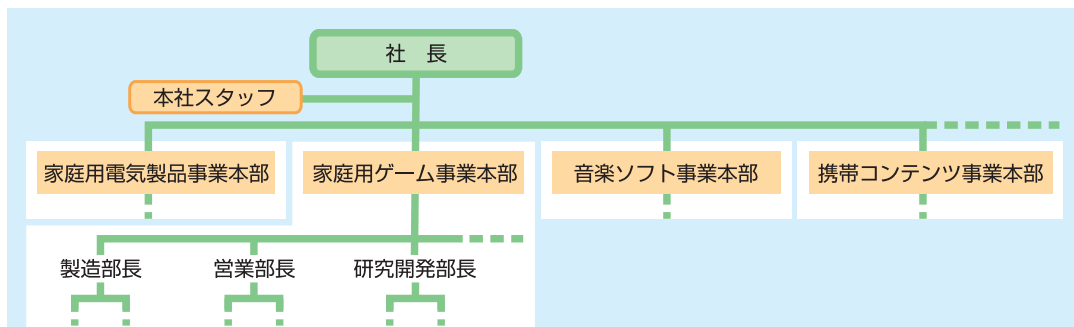 社 長
本社スタッフ
家庭用電気製品事業本部
家庭用ゲーム事業本部
音楽ソフト事業本部
携帯コンテンツ事業本部
製造部長
営業部長
研究開発部長